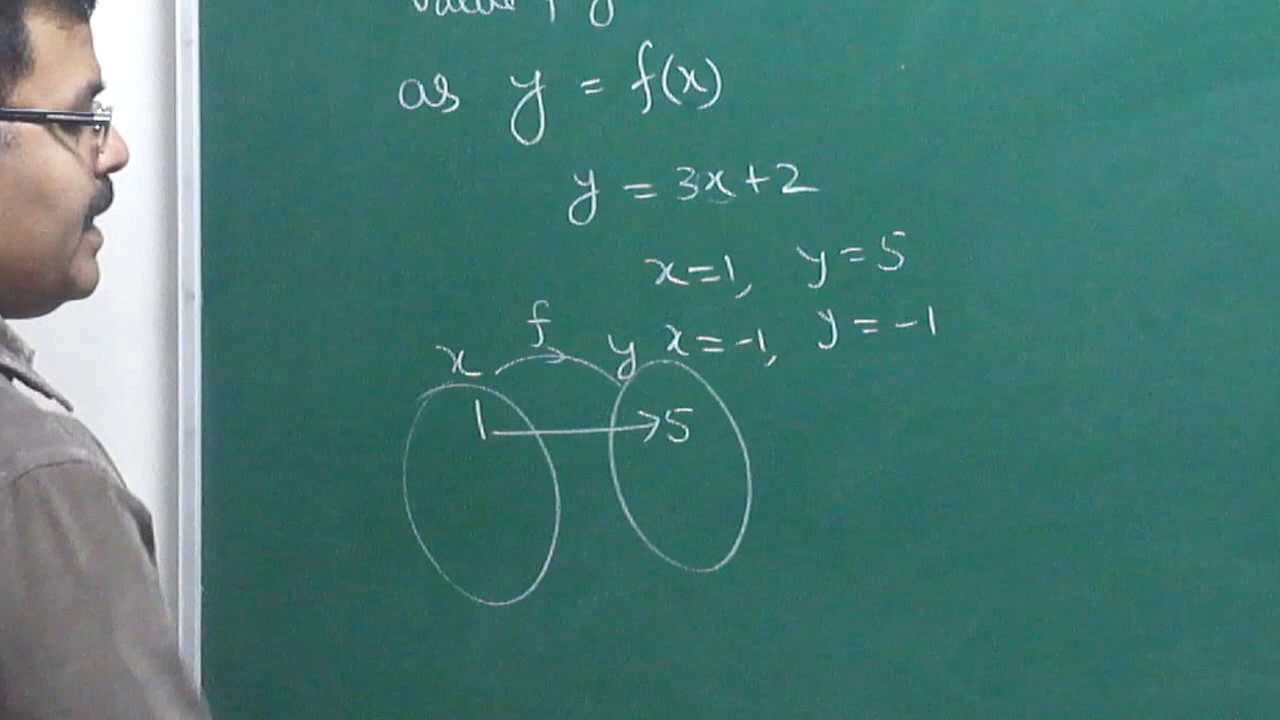 as y = f(x)
y = 3x+2
x=1, y=5
x=-1, y=-1
f
x y
1 5